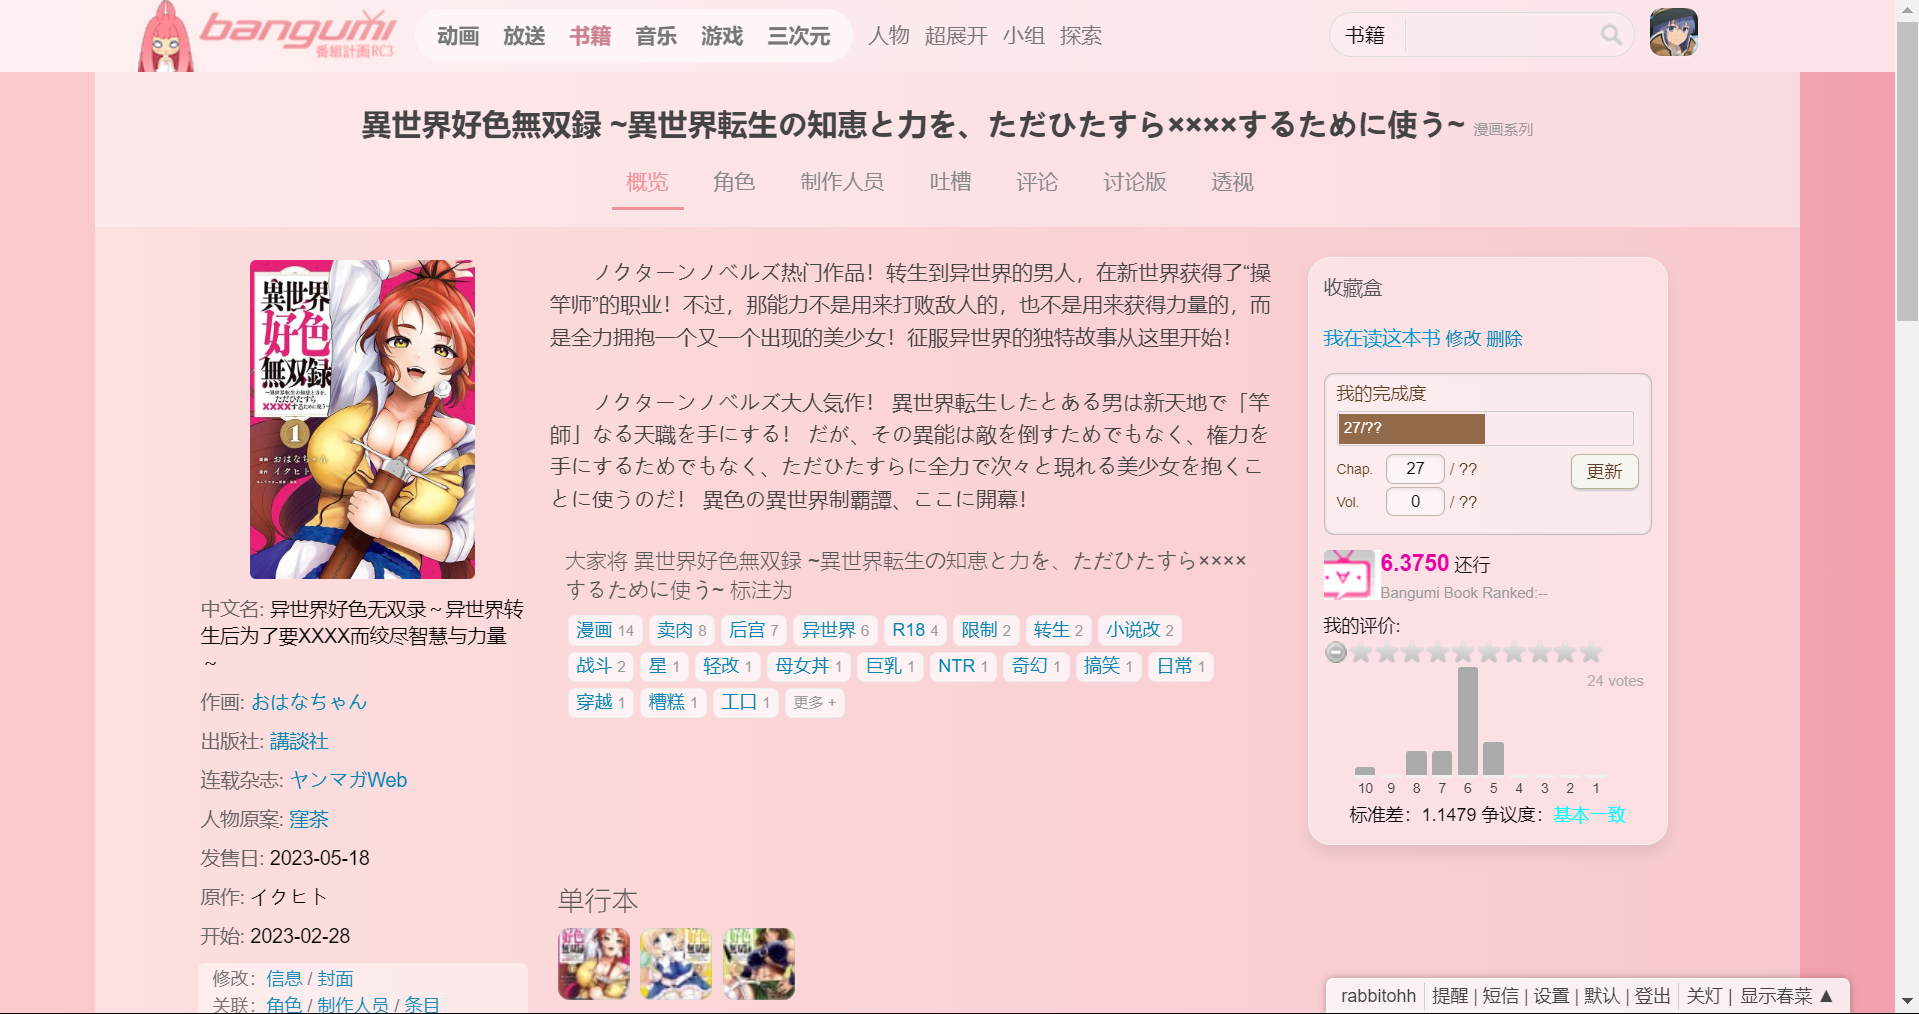 bangumi
番組計画RC3
动画 放送 书籍 音乐 游戏 三次元 人物 超展开 小组 探索
书籍
異世界好色無双録 ~異世界転生の知恵と力を、ただひたすら××××するために使う~ 漫画系列
概览 角色 制作人员 吐槽 评论 讨论版 透视
異世界
好色
無双録
~異世界転生の知恵と力を、
ただひたすら
××××するために使う~
1
漫画 おはなちゃん
原作 イクヒト
中文名: 异世界好色无双录～异世界转
生后为了要XXXX而绞尽智慧与力量
～
作画: おはなちゃん
出版社: 講談社
连载杂志: ヤンマガWeb
人物原案: 窪茶
发售日: 2023-05-18
原作: イクヒト
开始: 2023-02-28
修改： 信息 / 封面
关联： 角色 / 制作人员 / 条目
ノクターンノベルズ热门作品！转生到异世界的男人，在新世界获得了“操
竿师”的职业！不过，那能力不是用来打败敌人的，也不是用来获得力量的，而
是全力拥抱一个又一个出现的美少女！征服异世界的独特故事从这里开始！
ノクターンノベルズ大人気作！ 異世界転生したとある男は新天地で「竿
師」なる天職を手にする！ だが、その異能は敵を倒すためでもなく、権力を
手にするためでもなく、ただひたすらに全力で次々と現れる美少女を抱くこ
とに使うのだ！ 異色の異世界制覇譚、ここに開幕！
大家将 異世界好色無双録 ~異世界転生の知恵と力を、ただひたすら××××
するために使う~ 标注为
漫画 14 卖肉 8 后宫 7 异世界 6 R18 4 限制 2 转生 2 小说改 2
战斗 2 星 1 轻改 1 母女丼 1 巨乳 1 NTR 1 奇幻 1 搞笑 1 日常 1
穿越 1 糟糕 1 工口 1 更多 +
单行本
好色
好色
好色
收藏盒
我在读这本书 修改 删除
我的完成度
27/??
Chap. 27 / ?? 更新
Vol. 0 / ??
6.3750 还行
Bangumi Book Ranked:--
我的评价:
24 votes
10 9 8 7 6 5 4 3 2 1
标准差：1.1479 争议度：基本一致
rabbitohh 提醒 | 短信 | 设置 | 默认 | 登出 关灯 | 显示春菜 ▲